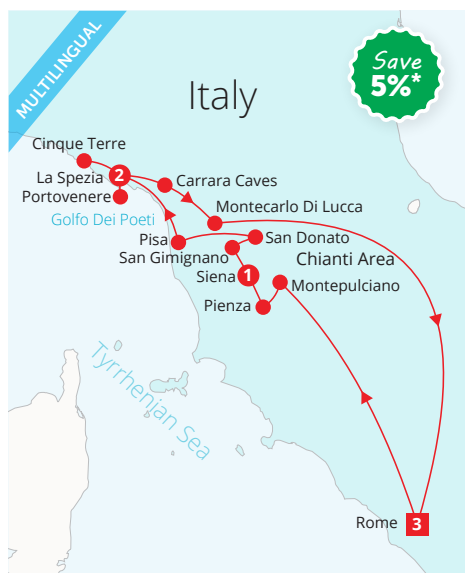 MULTILINGUAL
Save
5%*
Italy
Cinque Terre
2
La Spezia
Carrara Caves
Portovenere
Montecarlo Di Lucca
Golfo Dei Poeti
Pisa
San Donato
San Gimignano
Chianti Area
Siena
1
Montepulciano
Pienza
Tyrrhenian Sea
Rome
3